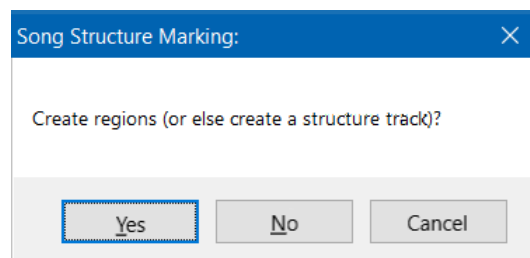 Song Structure Marking:
Create regions (or else create a structure track)?
Yes
No
Cancel